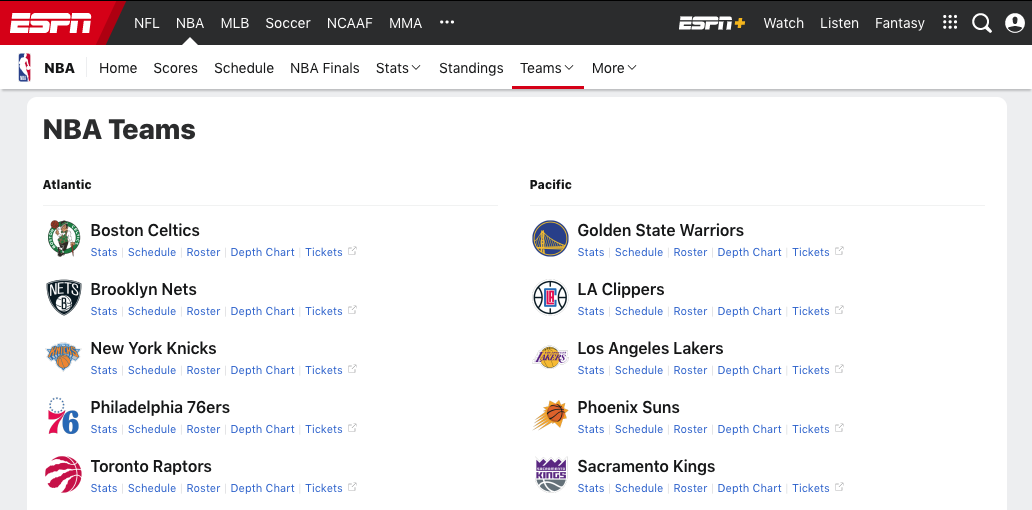 ESPN NFL NBA MLB Soccer NCAAF MMA ESPN+ Watch Listen Fantasy
NBA Home Scores Schedule NBA Finals Stats Standings Teams More
NBA Teams
Atlantic
Boston Celtics
Stats Schedule Roster Depth Chart Tickets
NETS
B
Brooklyn Nets
Stats Schedule Roster Depth Chart Tickets
New York Knicks
Stats Schedule Roster Depth Chart Tickets
76
Philadelphia 76ers
Stats Schedule Roster Depth Chart Tickets
Toronto Raptors
Stats Schedule Roster Depth Chart Tickets
Pacific
Golden State Warriors
Stats Schedule Roster Depth Chart Tickets
LA Clippers
Stats Schedule Roster Depth Chart Tickets
LAKERS
Los Angeles Lakers
Stats Schedule Roster Depth Chart Tickets
Phoenix Suns
Stats Schedule Roster Depth Chart Tickets
SACRAMENTO
KINGS
Sacramento Kings
Stats Schedule Roster Depth Chart Tickets